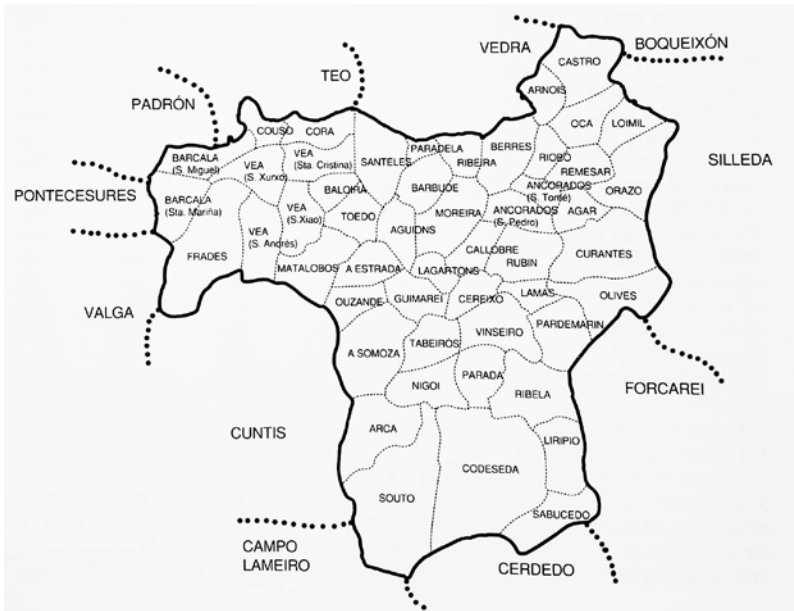 VEDRA
BOQUEIXÓN
CASTRO
TEO
ARNOIS
PADRÓN
OCA
LOIMIL
COUSO
CORA
PARADELA
BERRES
BARCALA
(S. Miguel)
VEA
(S. Xurxo)
VEA
(Sta. Cristina)
SANTELES
RIBEIRA
RIOBÓ
REMESAR
SILLEDA
PONTECESURES
BARCALA
(Sta. Mariña)
BALOIRA
BARBUDE
ANCORADOS
(S. Tomé)
ORAZO
VEA
(S.Xiao)
TOEDO
MOREIRA
ANCORADOS
(S. Pedro)
AGAR
VEA
(S. Andrés)
AGUIONS
FRADES
CALLOBRE
RUBIN
CURANTES
MATALOBOS
A ESTRADA
LAGARTONS
VALGA
OUZANDE
GUIMAREI
CEREIXO
LAMAS
OLIVES
VINSEIRO
PARDEMARIN
A SOMOZA
TABEIRÓS
NIGOI
PARADA
RIBELA
FORCAREI
CUNTIS
ARCA
LIRIPIO
CODESEDA
SOUTO
SABUCEDO
CAMPO
LAMEIRO
CERDEDO